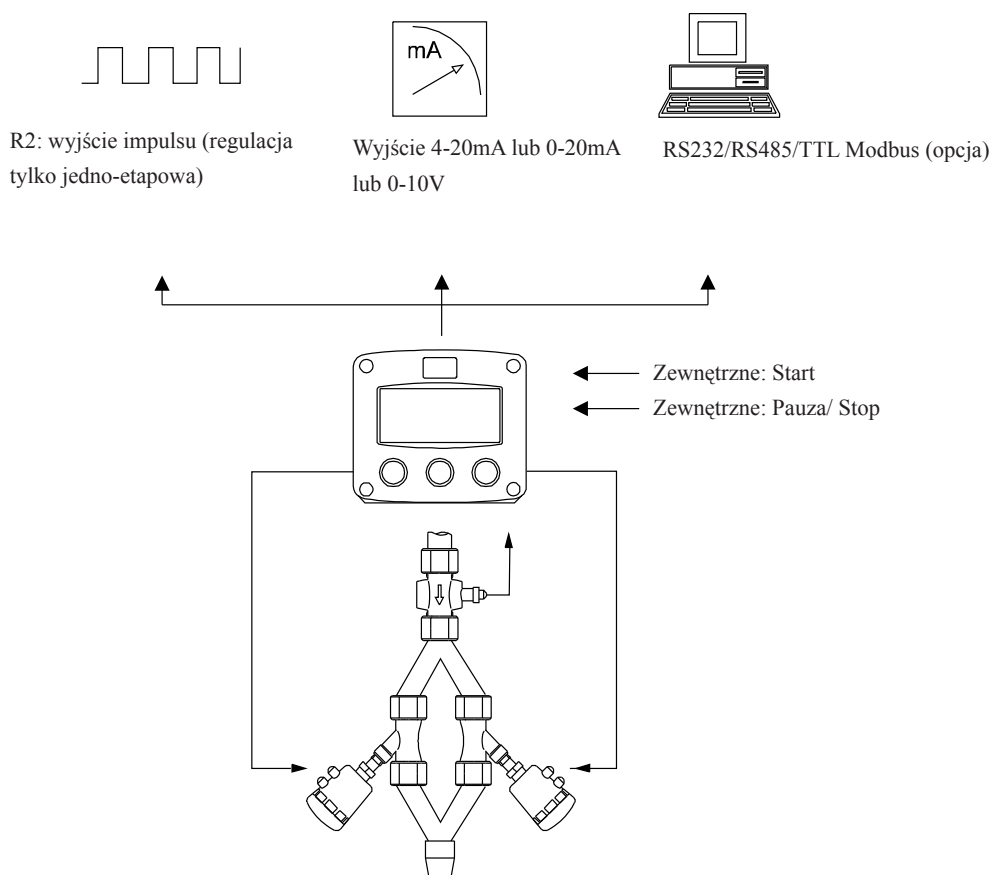 mA
R2: wyjście impulsu (regulacja
tylko jedno-etapowa)
Wyjście 4-20mA lub 0-20mA
lub 0-10V
RS232/RS485/TTL Modbus (opcja)
Zewnętrzne: Start
Zewnętrzne: Pauza/ Stop